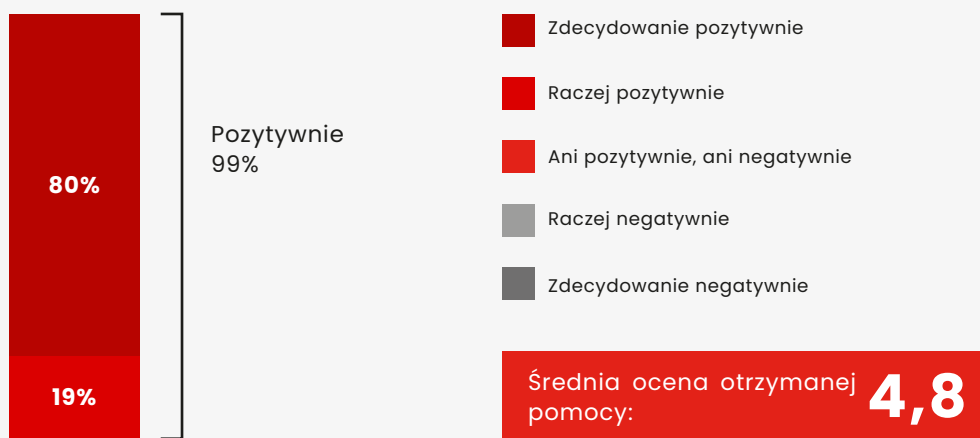 80%
19%
Pozytywnie
99%
Zdecydowanie pozytywnie
Raczej pozytywnie
Ani pozytywnie, ani negatywnie
Raczej negatywnie
Zdecydowanie negatywnie
Średnia ocena otrzymanej
pomocy:
4,8